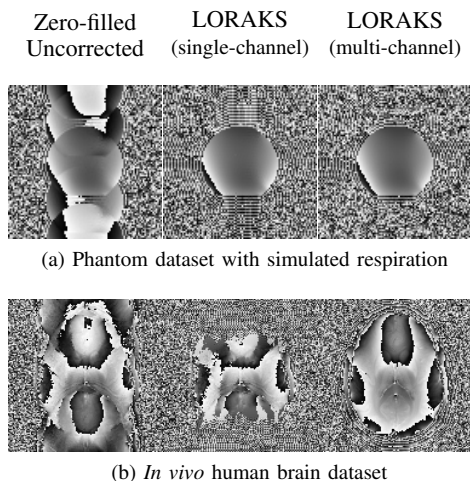 Zero-filled Uncorrected
LORAKS (single-channel)
LORAKS (multi-channel)
(a) Phantom dataset with simulated respiration
(b) In vivo human brain dataset